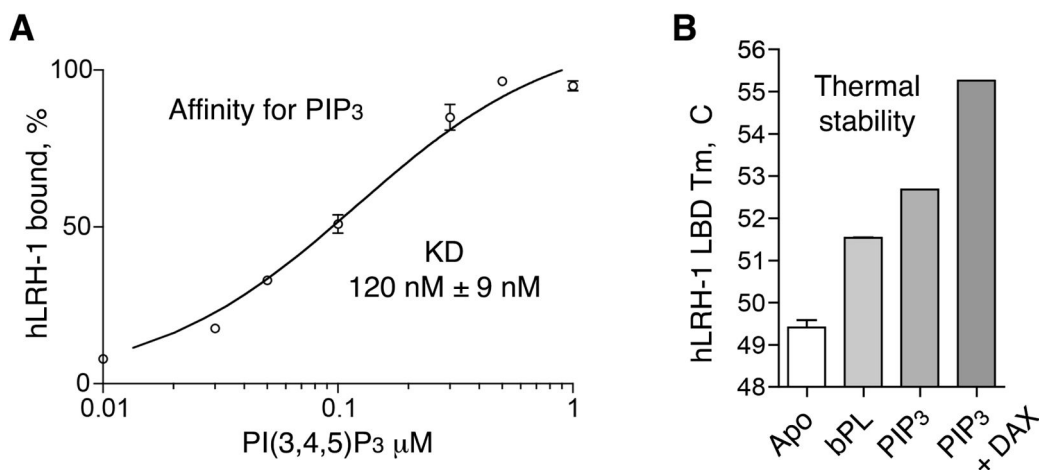 A
hLRH-1 bound, %
100
50
0
Affinity for PIP3
KD
120 nM ± 9 nM
0.01
0.1
1
PI(3,4,5)P3 μM
B
hLRH-1 LBD Tm, C
56
55
54
53
52
51
50
49
48
Thermal
stability
Apo
bPL
PIP3
PIP3
+ DAX